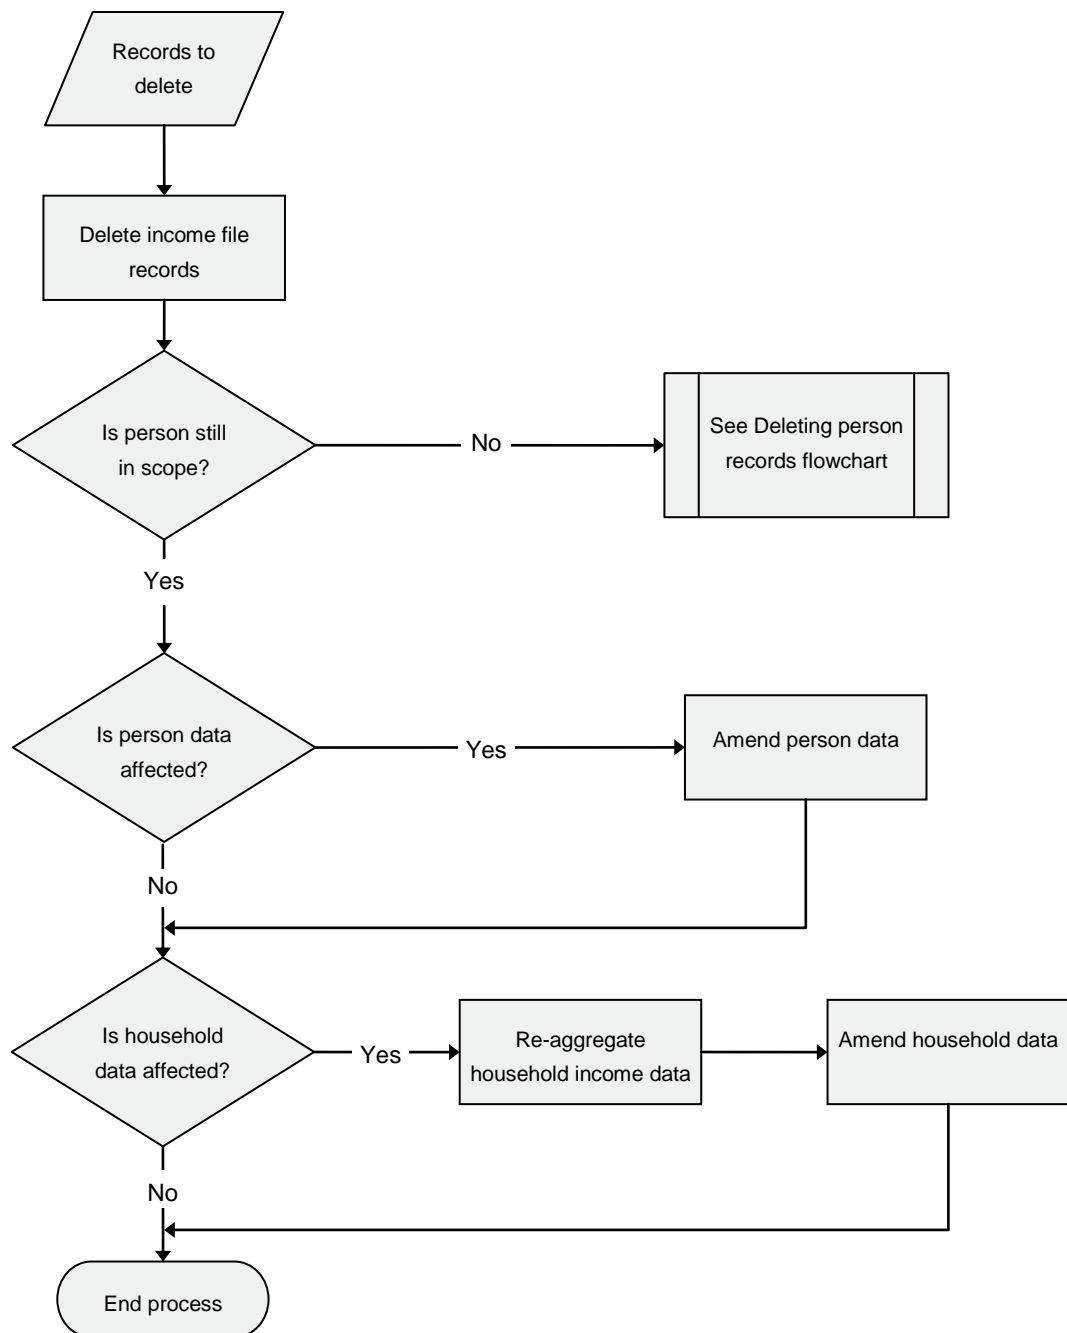 Records to
delete
Delete income file
records
Is person still
in scope?
No
See Deleting person
records flowchart
Yes
Is person data
affected?
Yes
Amend person data
No
Is household
data affected?
Yes
Re-aggregate
household income data
Amend household data
No
End process